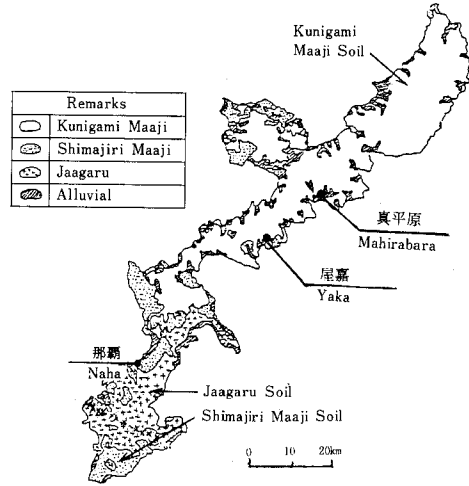 Kunigami
Maaji Soil
Remarks
Kunigami Maaji
Shimajiri Maaji
Jaagaru
Alluvial
真平原
Mahirabara
屋嘉
Yaka
那覇
Naha
Jaagaru Soil
Shimajiri Maaji Soil
0 10 20km